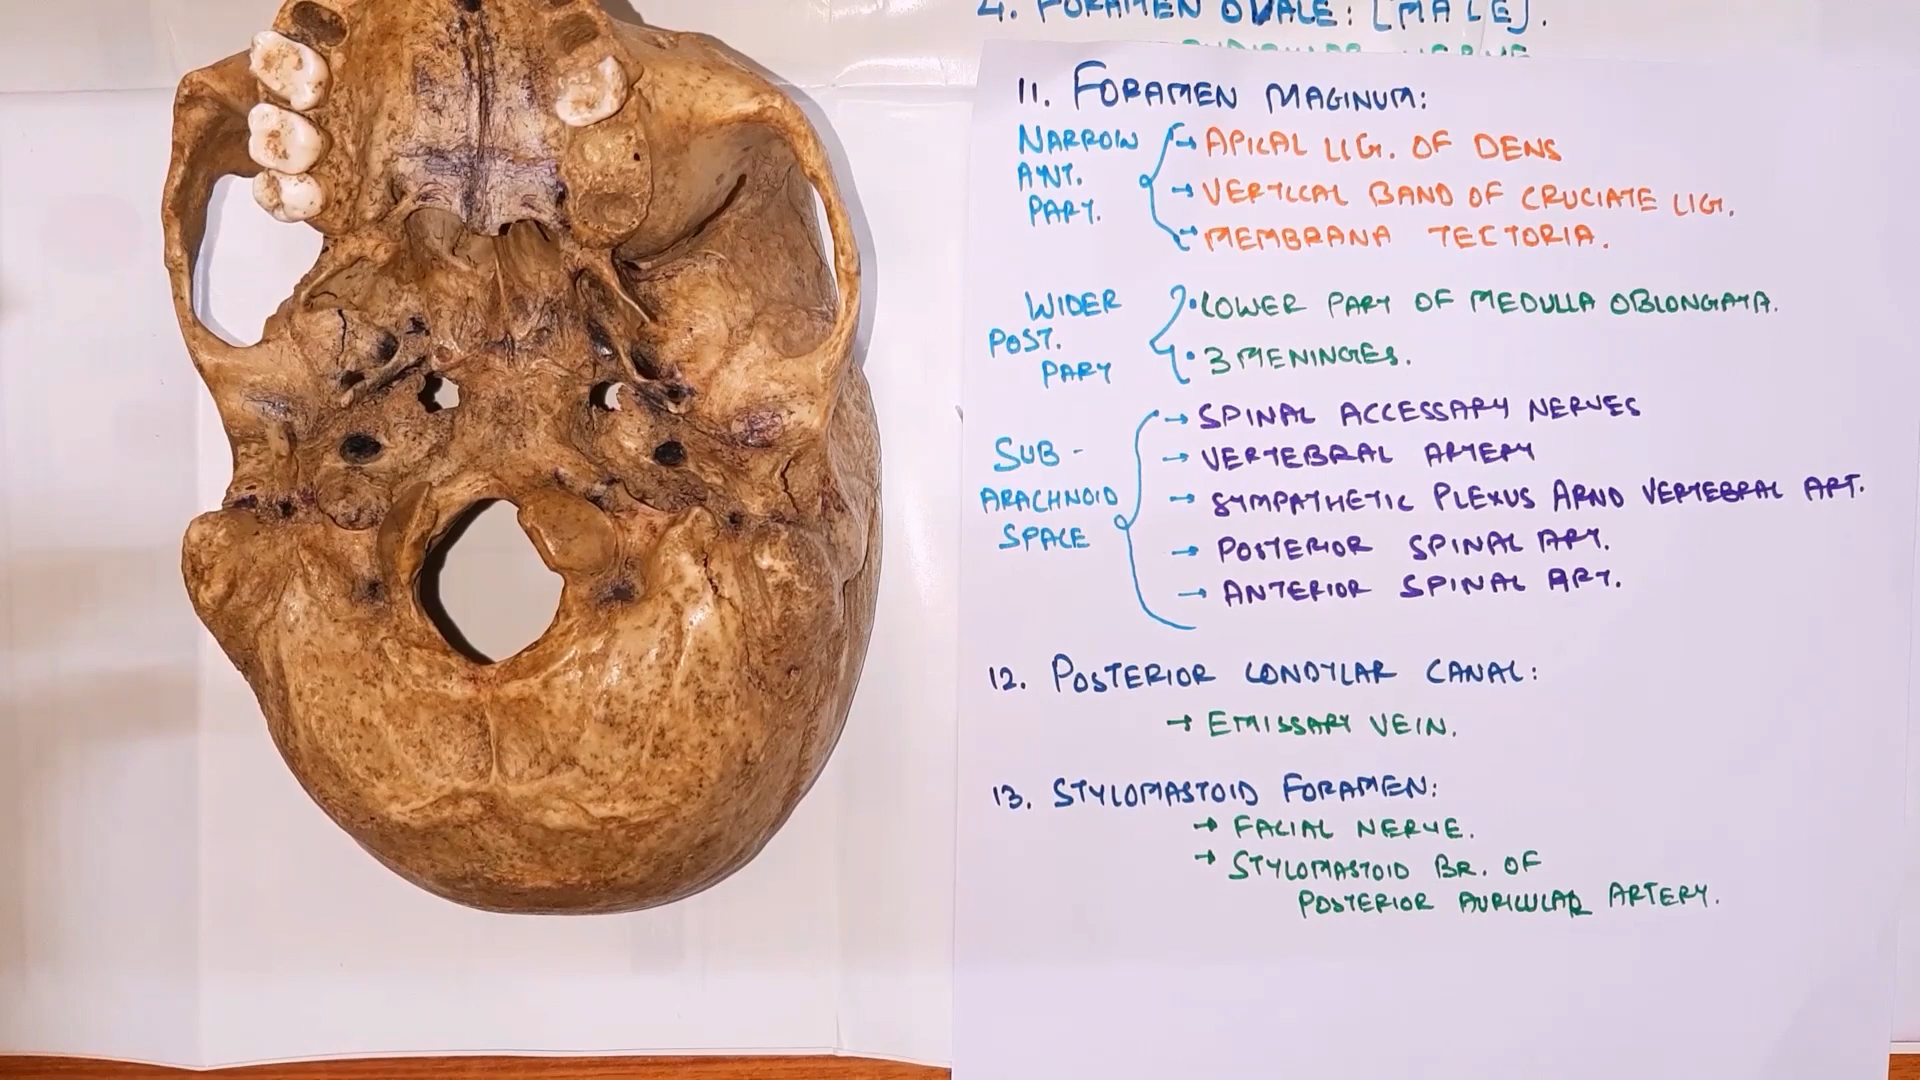 4. FORAMEN OVALE: [MALE].
11. FORAMEN MAGINUM:
NARROW ANT. PART.
→ APICAL LIG. OF DENS
→ VERTICAL BAND OF CRUCIATE LIG.
→ MEMBRANA TECTORIA.
WIDER POST. PART
• LOWER PART OF MEDULLA OBLONGATA.
• 3 MENINGES.
SUB-
ARACHNOID
SPACE
→ SPINAL ACCESSARY NERVES
→ VERTEBRAL ARTERY
→ SYMPATHETIC PLEXUS ARND VERTEBRAL ART.
→ POSTERIOR SPINAL ART.
→ ANTERIOR SPINAL ART.
12. POSTERIOR CONDYLAR CANAL:
→ EMISSARY VEIN.
13. STYLOMASTOID FORAMEN:
→ FACIAL NERVE.
→ STYLOMASTOID BR. OF
POSTERIOR AURICULAR ARTERY.